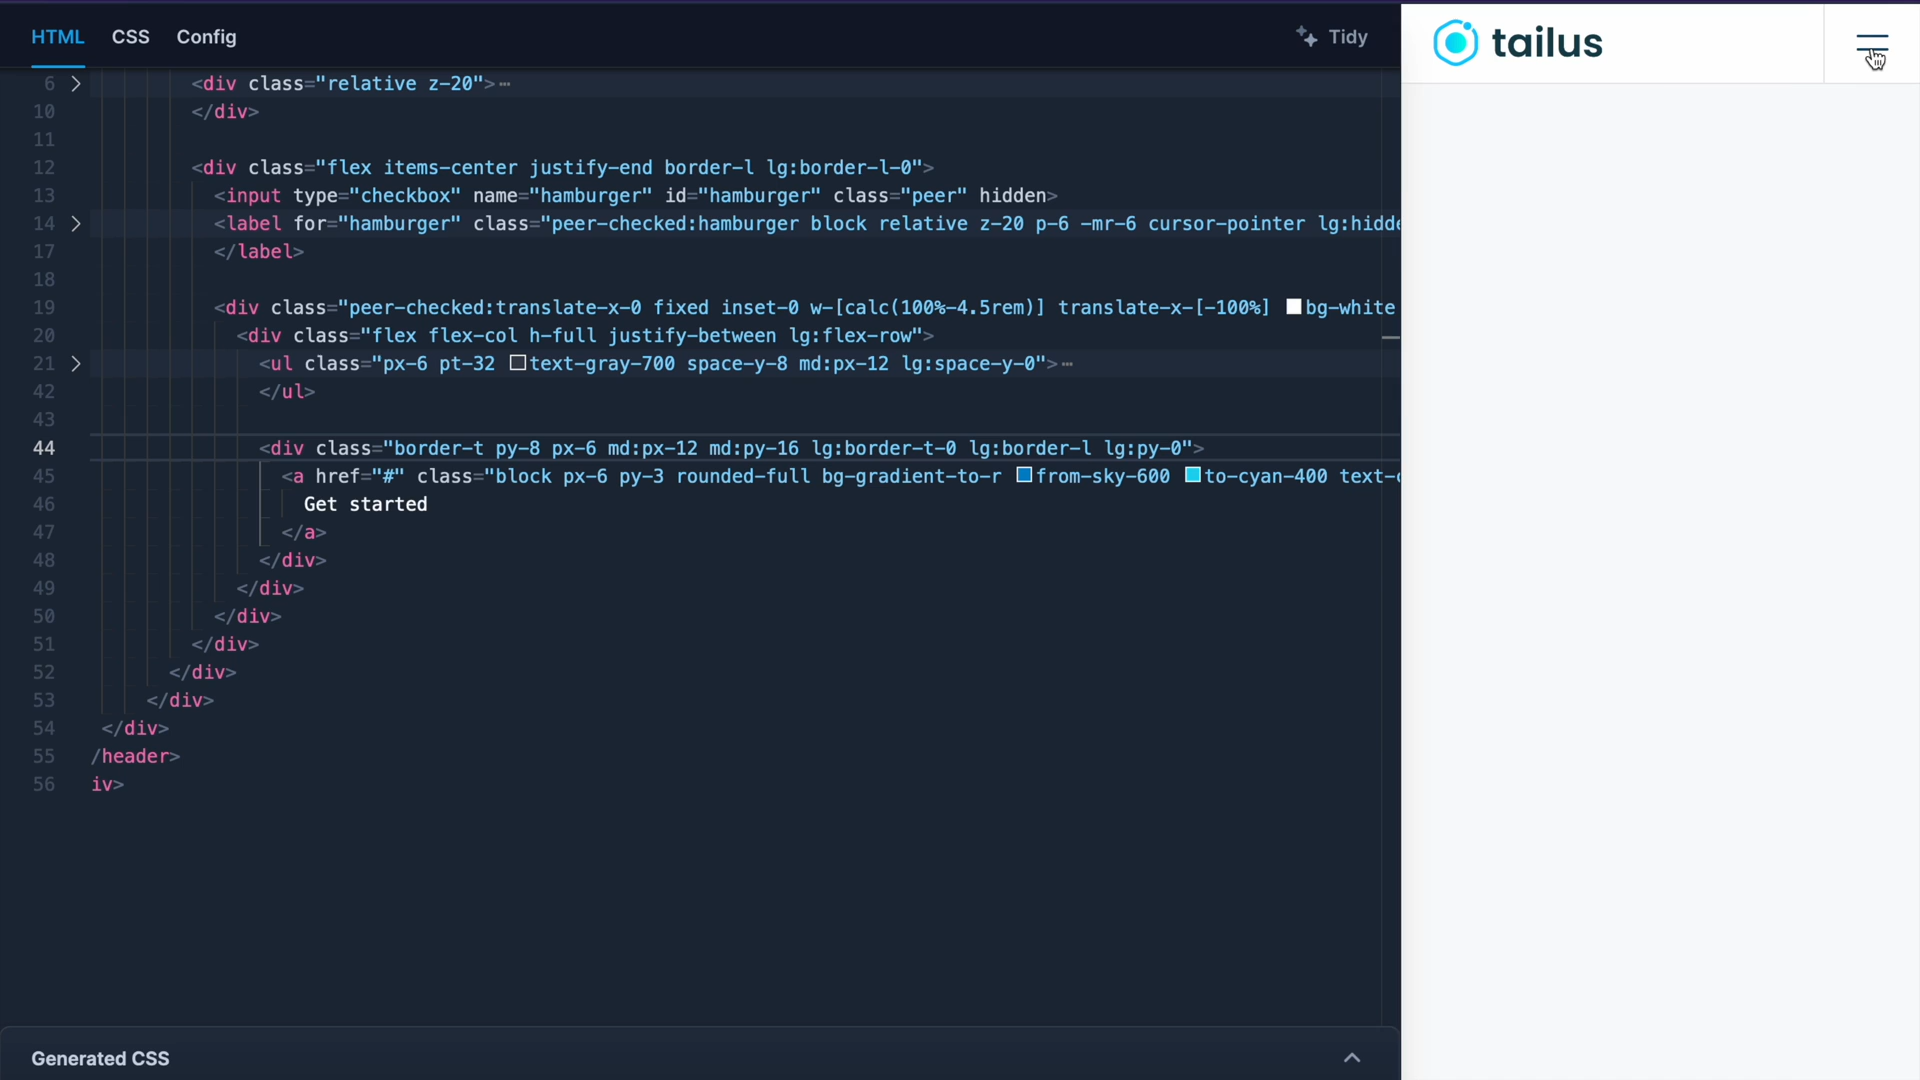 HTML CSS Config Tidy
tailus
6 <div class="relative z-20">
10 </div>
11
12 <div class="flex items-center justify-end border-l lg:border-l-0">
13 <input type="checkbox" name="hamburger" id="hamburger" class="peer" hidden>
14 <label for="hamburger" class="peer-checked:hamburger block relative z-20 p-6 -mr-6 cursor-pointer lg:hidde
17 </label>
18
19 <div class="peer-checked:translate-x-0 fixed inset-0 w-[calc(100%-4.5rem)] translate-x-[-100%] bg-white
20 <div class="flex flex-col h-full justify-between lg:flex-row">
21 <ul class="px-6 pt-32 text-gray-700 space-y-8 md:px-12 lg:space-y-0">
42 </ul>
43
44 <div class="border-t py-8 px-6 md:px-12 md:py-16 lg:border-t-0 lg:border-l lg:py-0">
45 <a href="#" class="block px-6 py-3 rounded-full bg-gradient-to-r from-sky-600 to-cyan-400 text-
46 Get started
47 </a>
48 </div>
49 </div>
50 </div>
51 </div>
52 </div>
53 </div>
54 </div>
55 /header>
56 iv>
Generated CSS